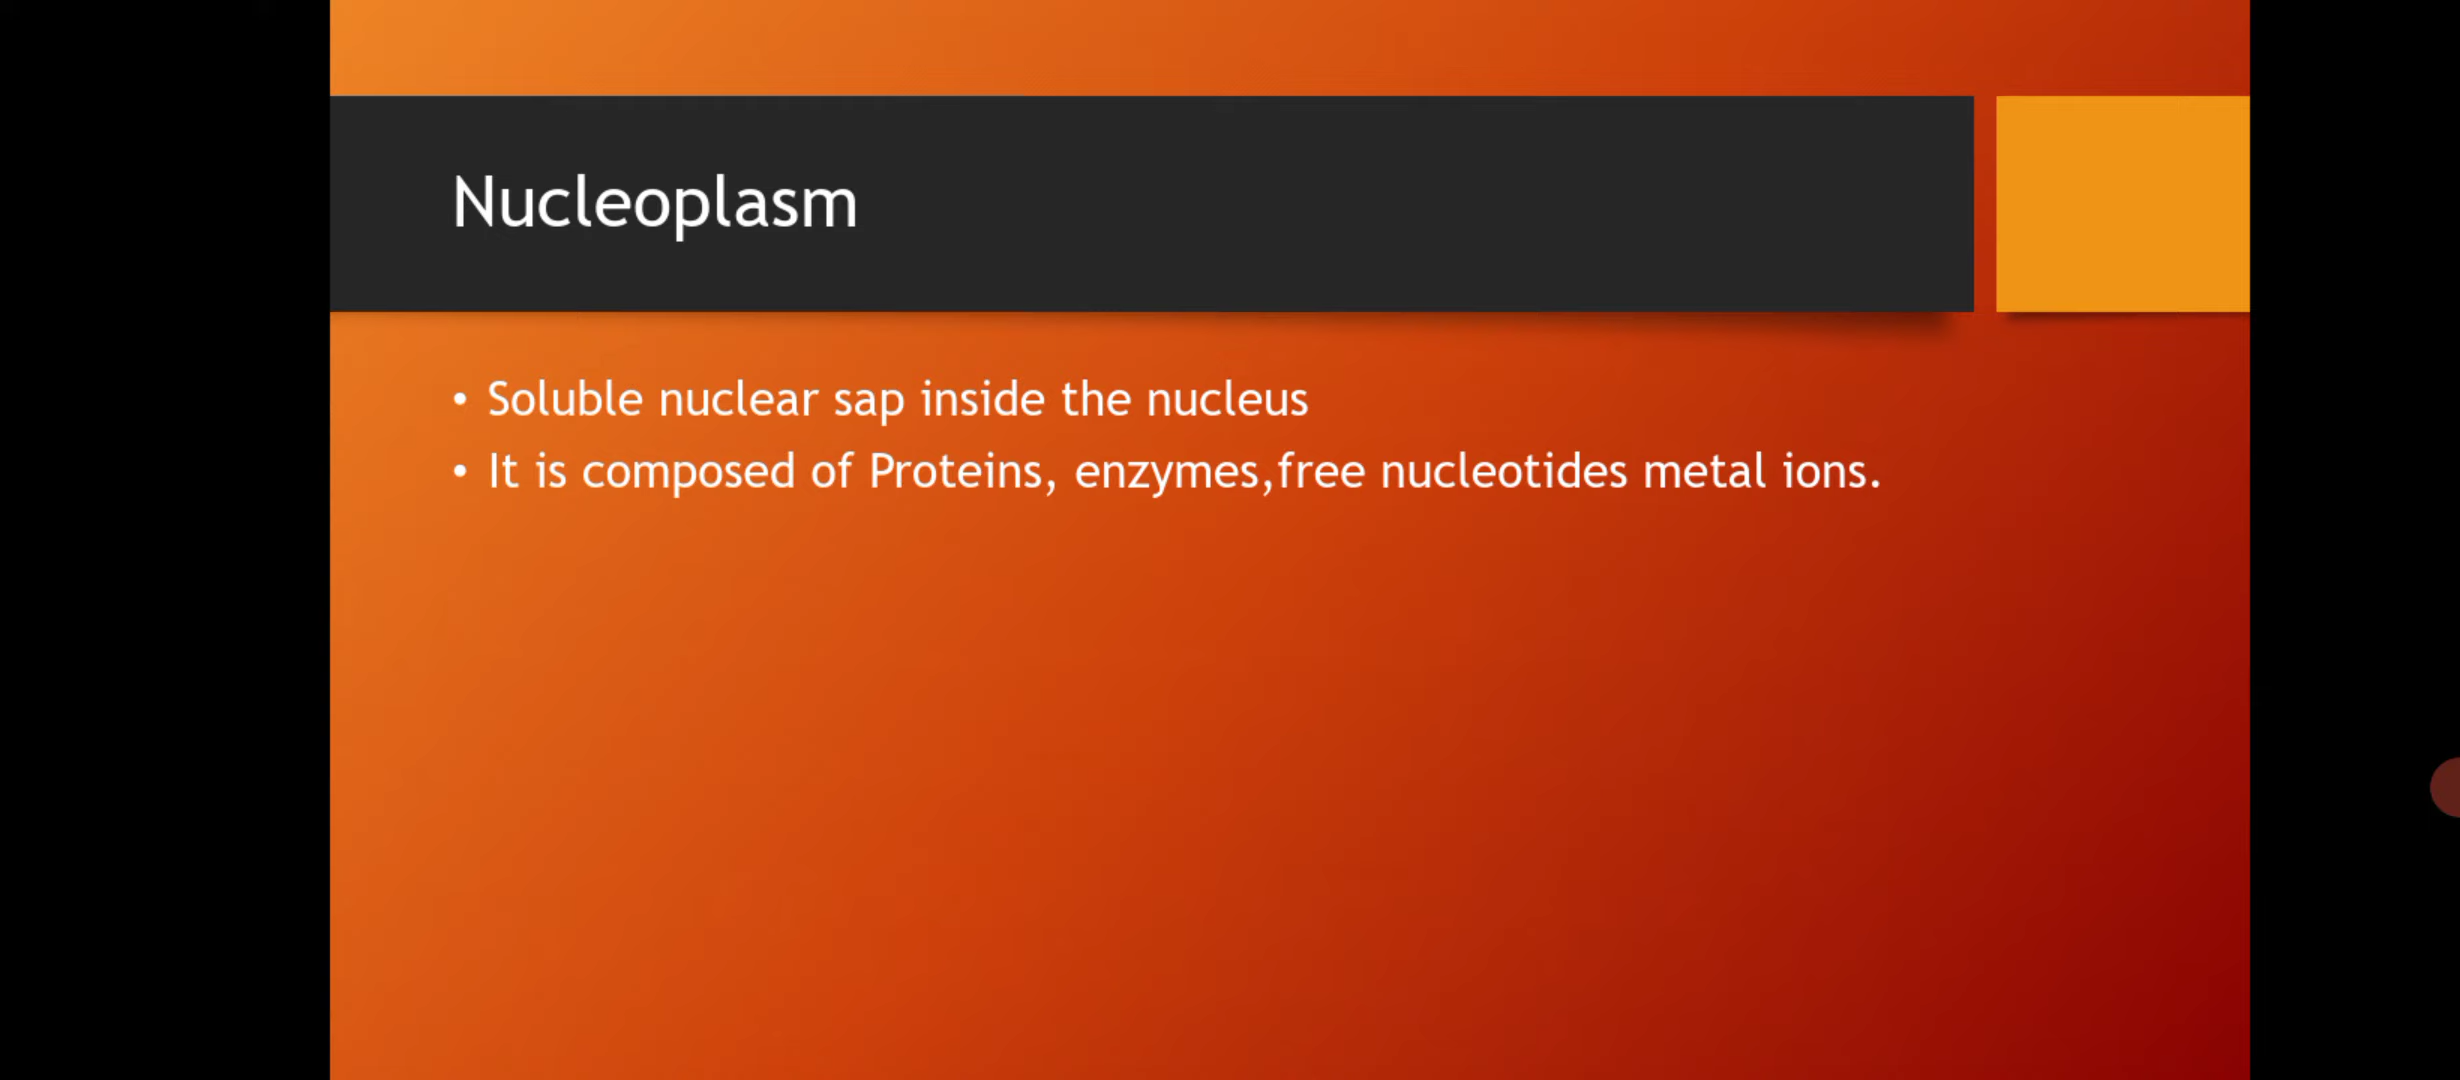 Nucleoplasm
• Soluble nuclear sap inside the nucleus
• It is composed of Proteins, enzymes,free nucleotides metal ions.